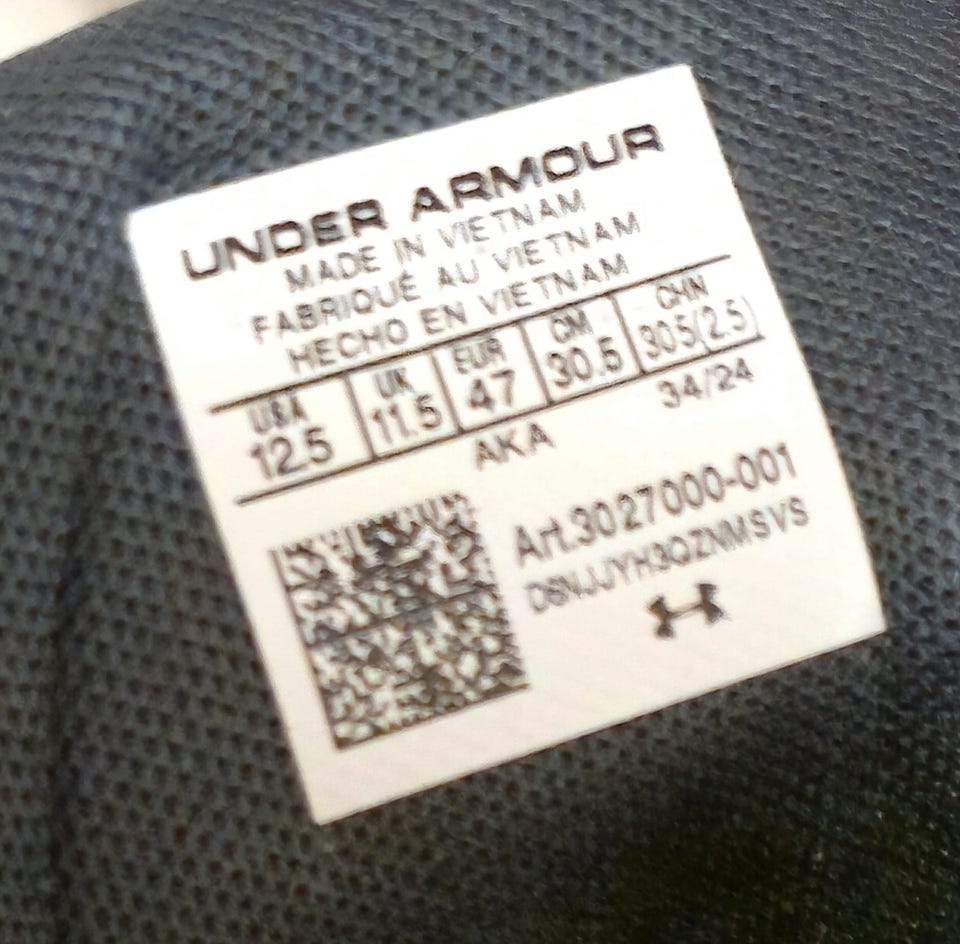 UNDER ARMOUR
MADE IN VIETNAM
FABRIQUÉ AU VIETNAM
HECHO EN VIETNAM
USA UK EUR CM CHN
12.5 11.5 47 30.5 305(2.5)
AKA 34/24
Art.3027000-001